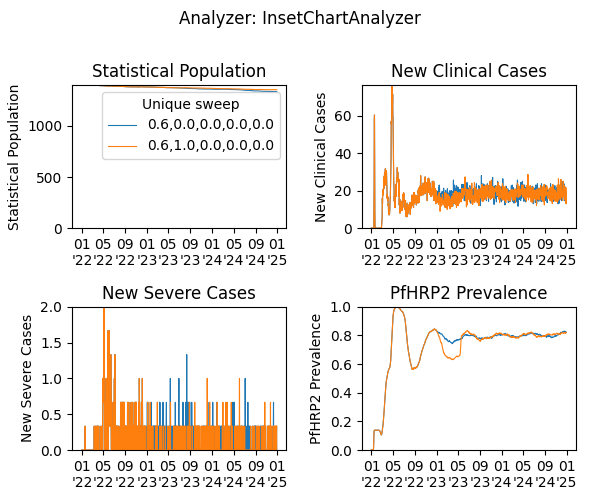 Analyzer: InsetChartAnalyzer
Statistical Population
Statistical Population
1000
500
0
Unique sweep
0.6,0.0,0.0,0.0,0.0
0.6,1.0,0.0,0.0,0.0
01 05 09 01 05 09 01 05 09 01
'22 '22 '22 '23 '23 '23 '24 '24 '24 '25
New Clinical Cases
New Clinical Cases
60
40
20
0
01 05 09 01 05 09 01 05 09 01
'22 '22 '22 '23 '23 '23 '24 '24 '24 '25
New Severe Cases
New Severe Cases
2.0
1.5
1.0
0.5
0.0
01 05 09 01 05 09 01 05 09 01
'22 '22 '22 '23 '23 '23 '24 '24 '24 '25
PfHRP2 Prevalence
PfHRP2 Prevalence
1.0
0.8
0.6
0.4
0.2
0.0
01 05 09 01 05 09 01 05 09 01
'22 '22 '22 '23 '23 '23 '24 '24 '24 '25